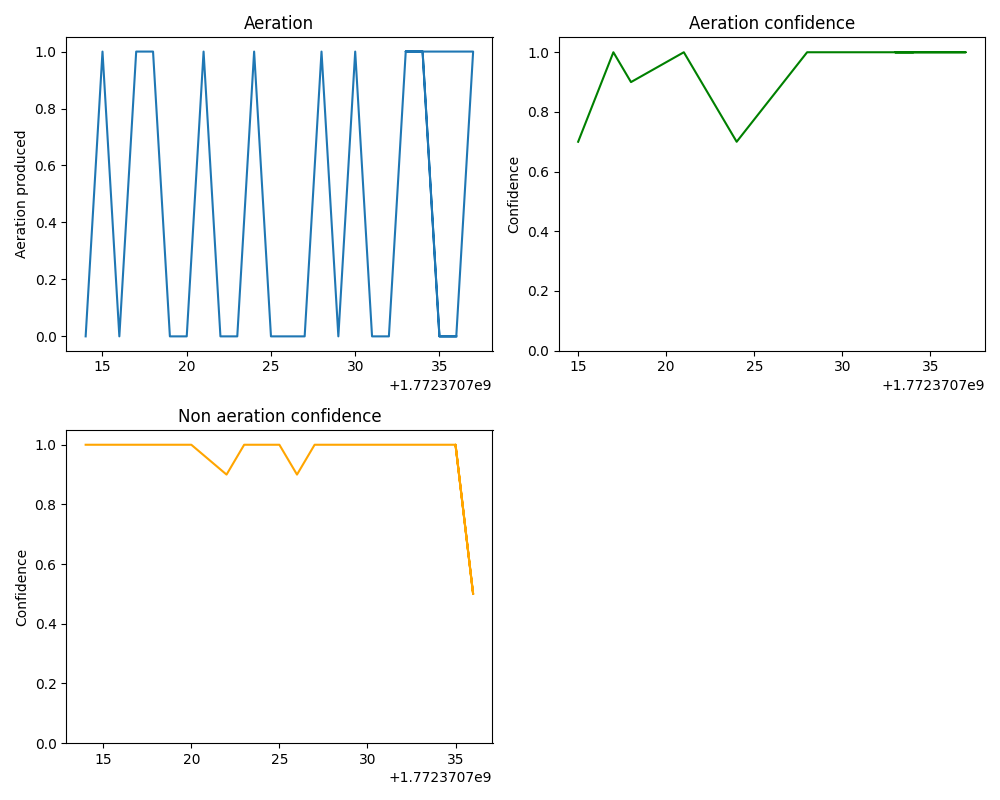 Aeration
Aeration produced
1.0
0.8
0.6
0.4
0.2
0.0
15 20 25 30 35
+1.7723707e9
Aeration confidence
Confidence
1.0
0.8
0.6
0.4
0.2
0.0
15 20 25 30 35
+1.7723707e9
Non aeration confidence
Confidence
1.0
0.8
0.6
0.4
0.2
0.0
15 20 25 30 35
+1.7723707e9